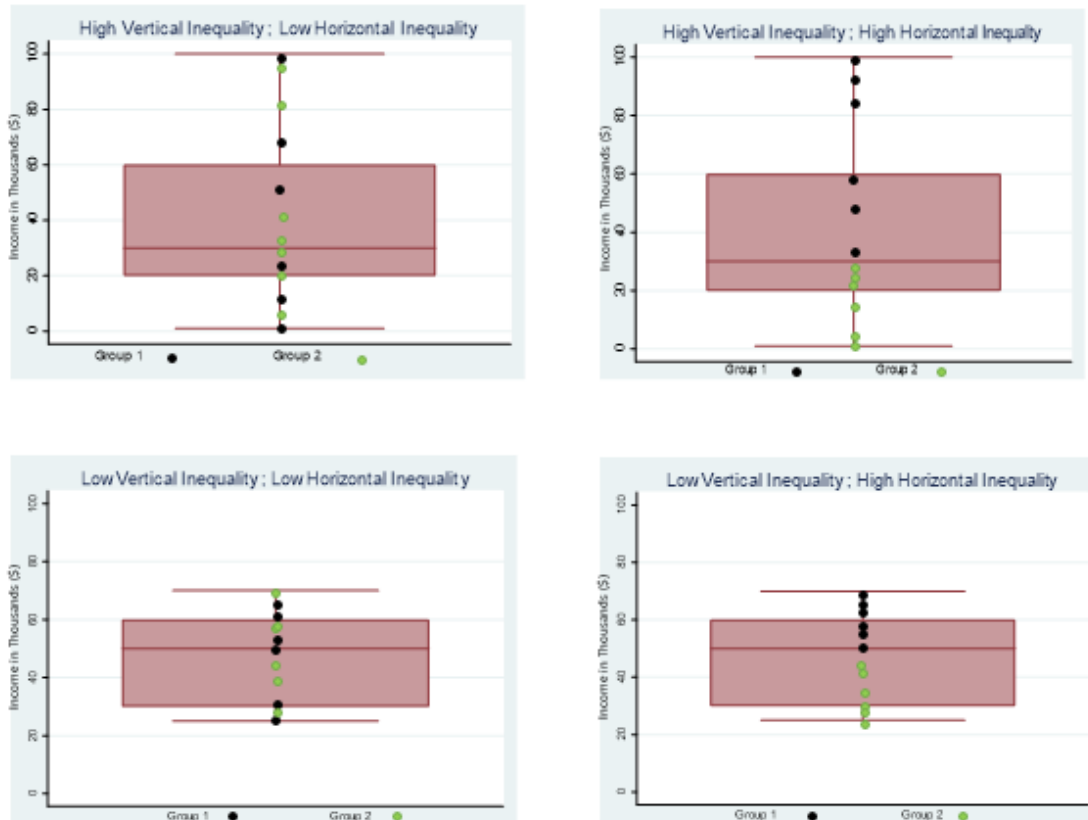 High Vertical Inequality ; Low Horizontal Inequality
Income in Thousands ($)
100
80
60
40
20
0
Group 1
Group 2
High Vertical Inequality ; High Horizontal Inequality
Income in Thousands ($)
100
80
60
40
20
0
Group 1
Group 2
Low Vertical Inequality ; Low Horizontal Inequality
Income in Thousands ($)
100
80
60
40
20
0
Group 1
Group 2
Low Vertical Inequality ; High Horizontal Inequality
Income in Thousands ($)
100
80
60
40
20
0
Group 1
Group 2